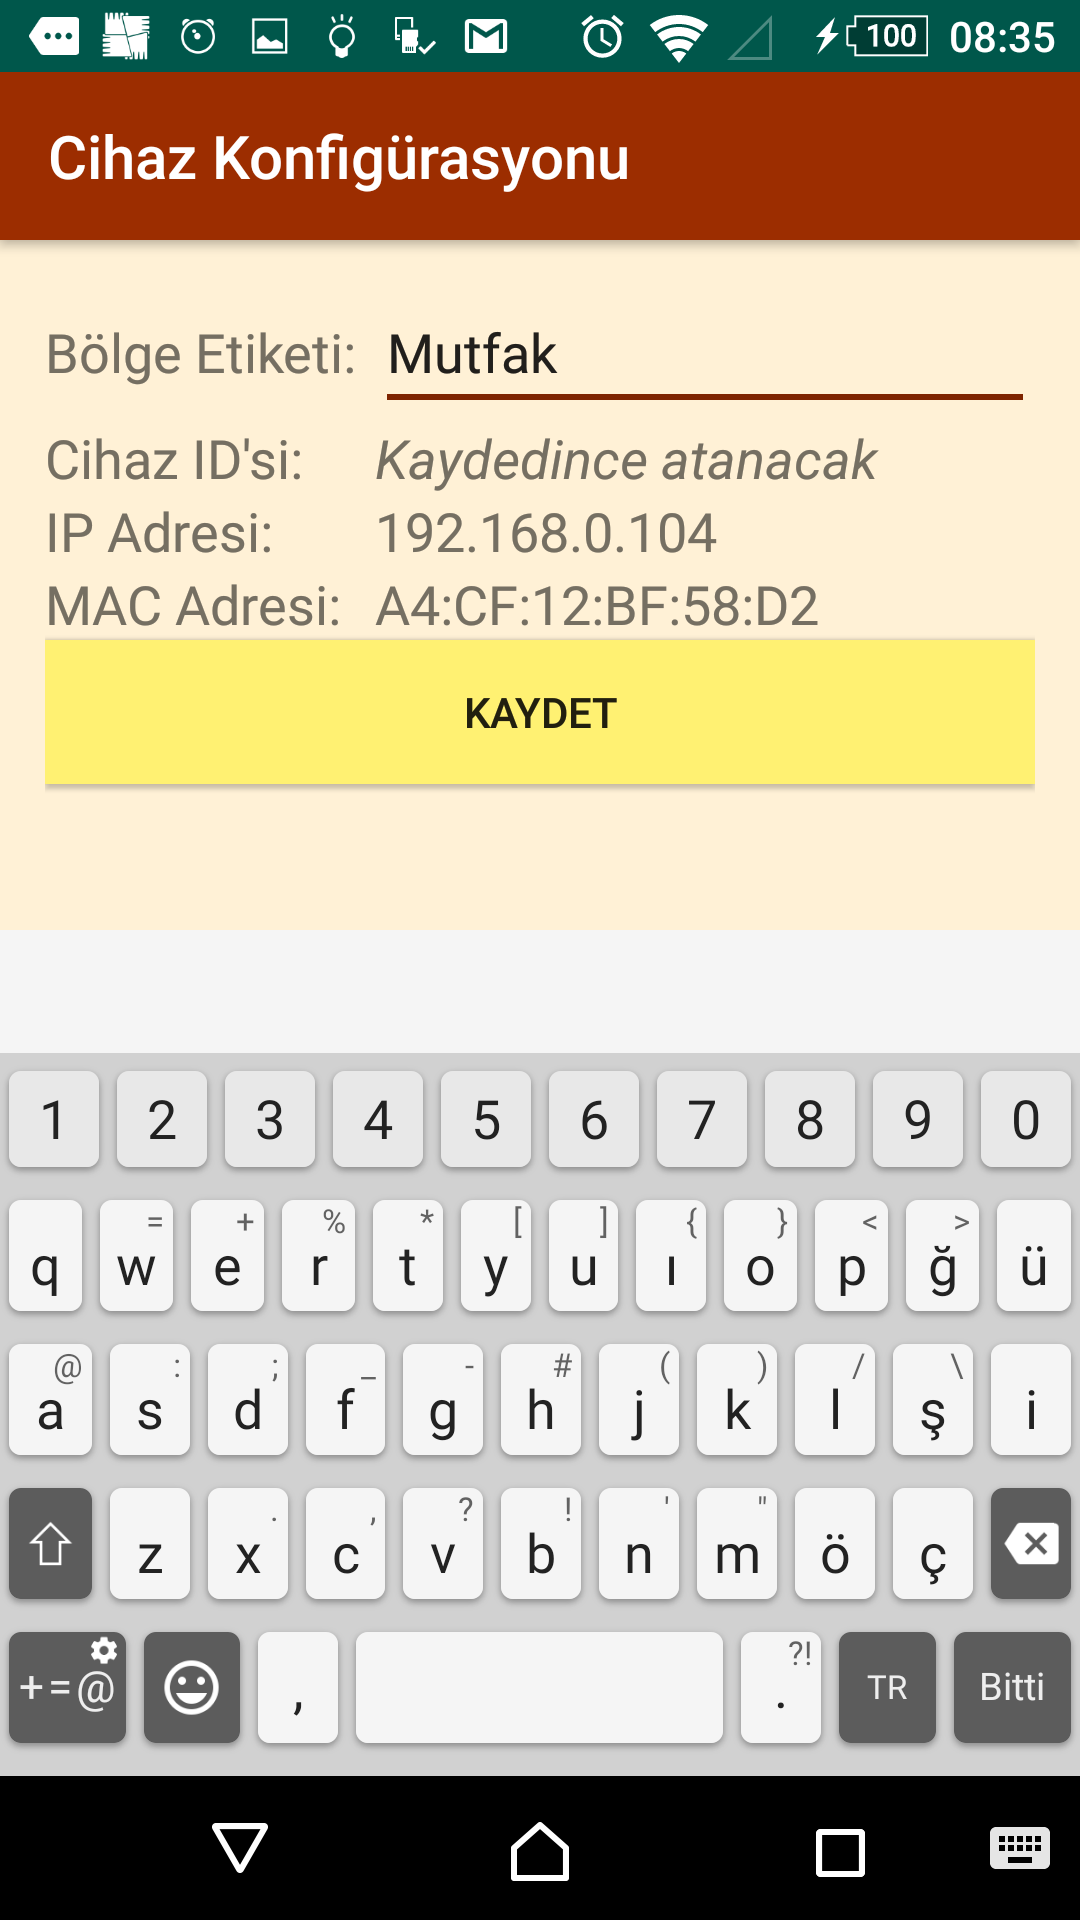 100 08:35
Cihaz Konfigürasyonu
Bölge Etiketi: Mutfak
Cihaz ID'si: Kaydedince atanacak
IP Adresi: 192.168.0.104
MAC Adresi: A4:CF:12:BF:58:D2
KAYDET
1 2 3 4 5 6 7 8 9 0
= + % * [ ] { } < >
q w e r t y u ı o p ğ ü
@ : ; _ - # ( ) / \
a s d f g h j k l ş i
. , ? ! ' "
z x c v b n m ö ç
?!
+=@ , . TR Bitti